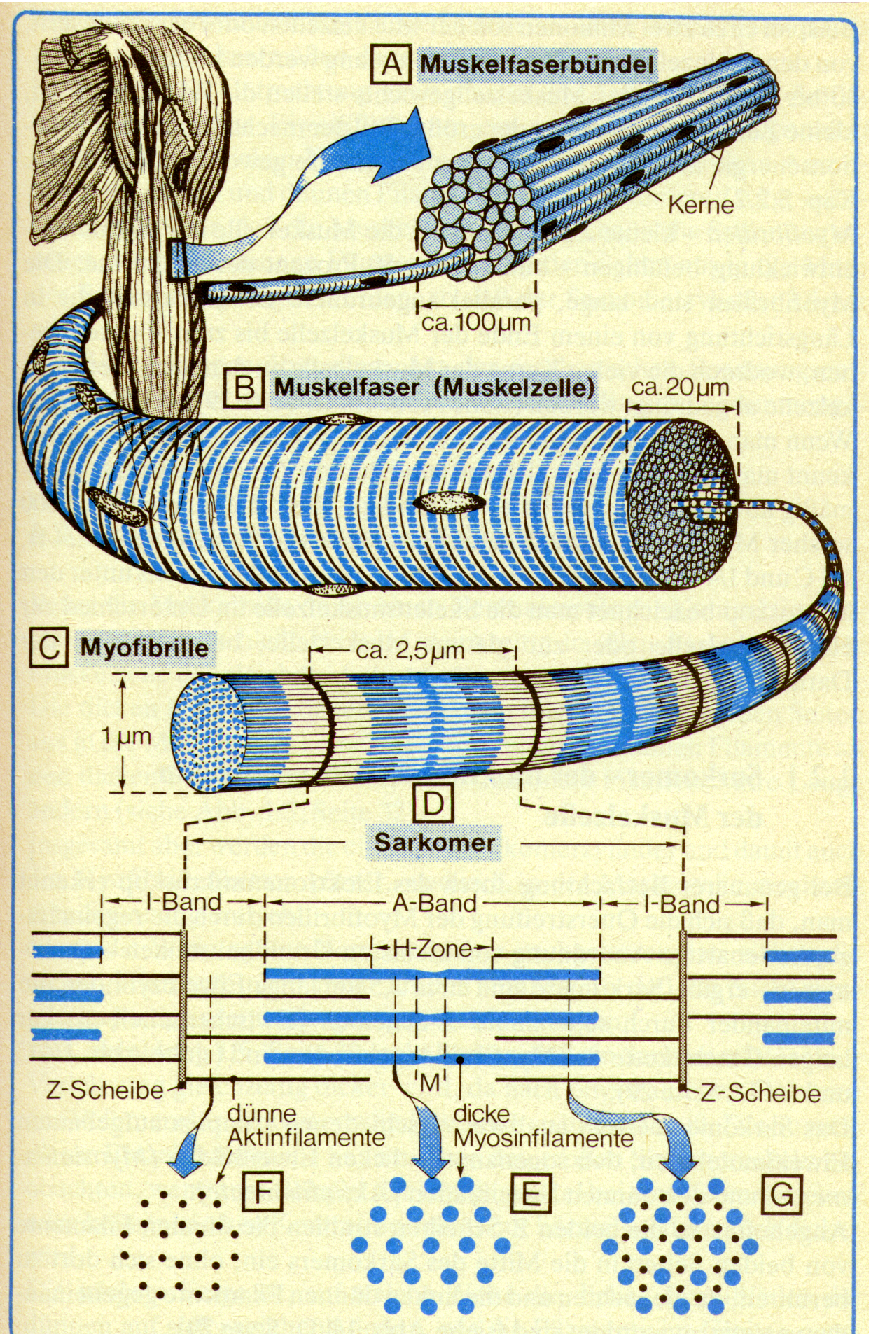 A Muskelfaserbündel
Kerne
ca.100µm
B Muskelfaser (Muskelzelle)
ca.20µm
C Myofibrille
ca. 2,5µm
1µm
D
Sarkomer
I-Band
A-Band
I-Band
H-Zone
M
Z-Scheibe
Z-Scheibe
dünne
Aktinfilamente
dicke
Myosinfilamente
F
E
G